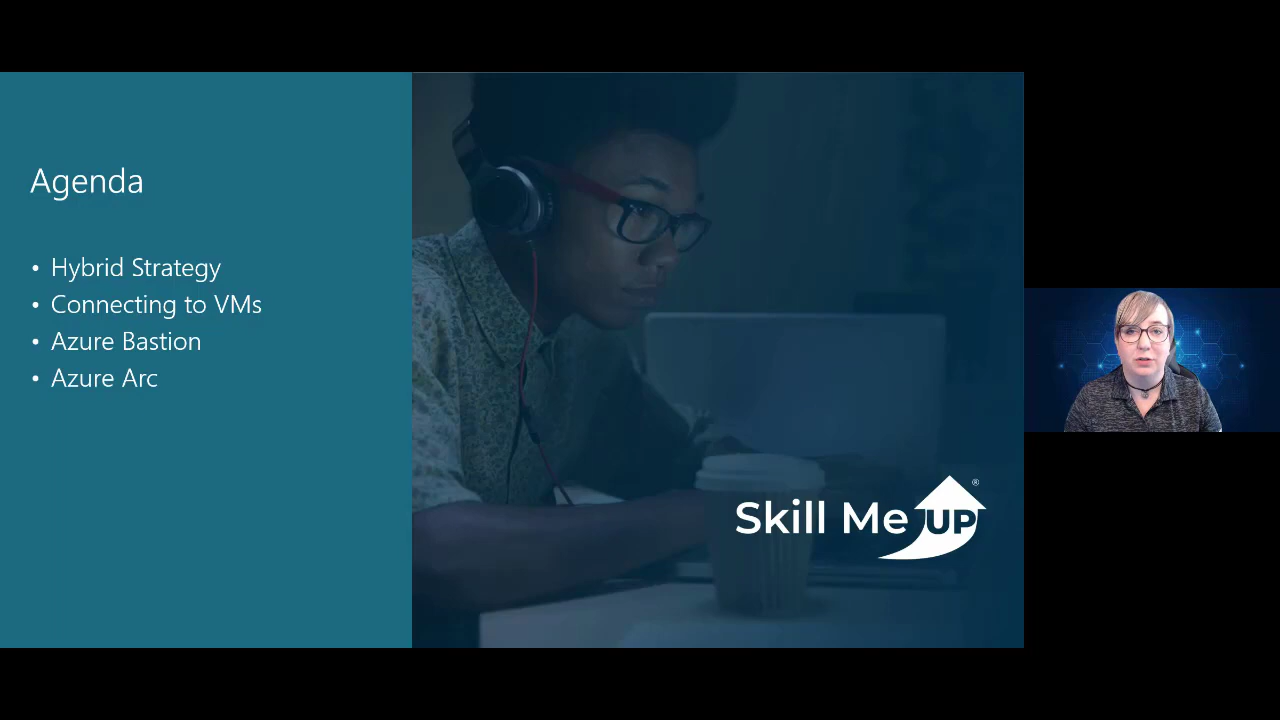 Agenda
• Hybrid Strategy
• Connecting to VMs
• Azure Bastion
• Azure Arc
Skill Me UP®